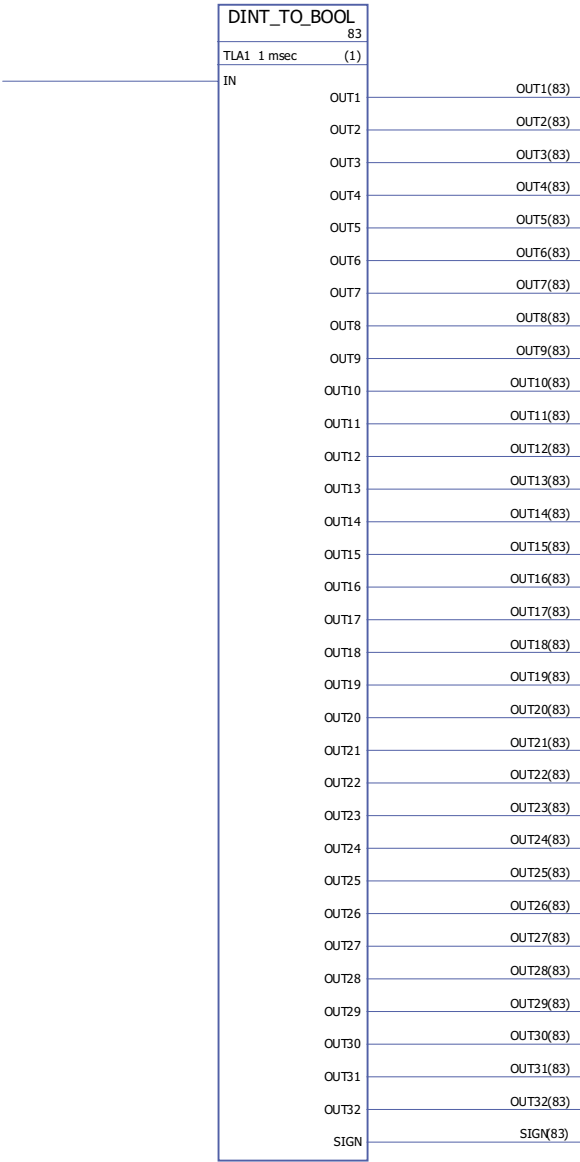 DINT_TO_BOOL
83
TLA1 1 msec (1)
IN
OUT1 OUT1(83)
OUT2 OUT2(83)
OUT3 OUT3(83)
OUT4 OUT4(83)
OUT5 OUT5(83)
OUT6 OUT6(83)
OUT7 OUT7(83)
OUT8 OUT8(83)
OUT9 OUT9(83)
OUT10 OUT10(83)
OUT11 OUT11(83)
OUT12 OUT12(83)
OUT13 OUT13(83)
OUT14 OUT14(83)
OUT15 OUT15(83)
OUT16 OUT16(83)
OUT17 OUT17(83)
OUT18 OUT18(83)
OUT19 OUT19(83)
OUT20 OUT20(83)
OUT21 OUT21(83)
OUT22 OUT22(83)
OUT23 OUT23(83)
OUT24 OUT24(83)
OUT25 OUT25(83)
OUT26 OUT26(83)
OUT27 OUT27(83)
OUT28 OUT28(83)
OUT29 OUT29(83)
OUT30 OUT30(83)
OUT31 OUT31(83)
OUT32 OUT32(83)
SIGN SIGN(83)